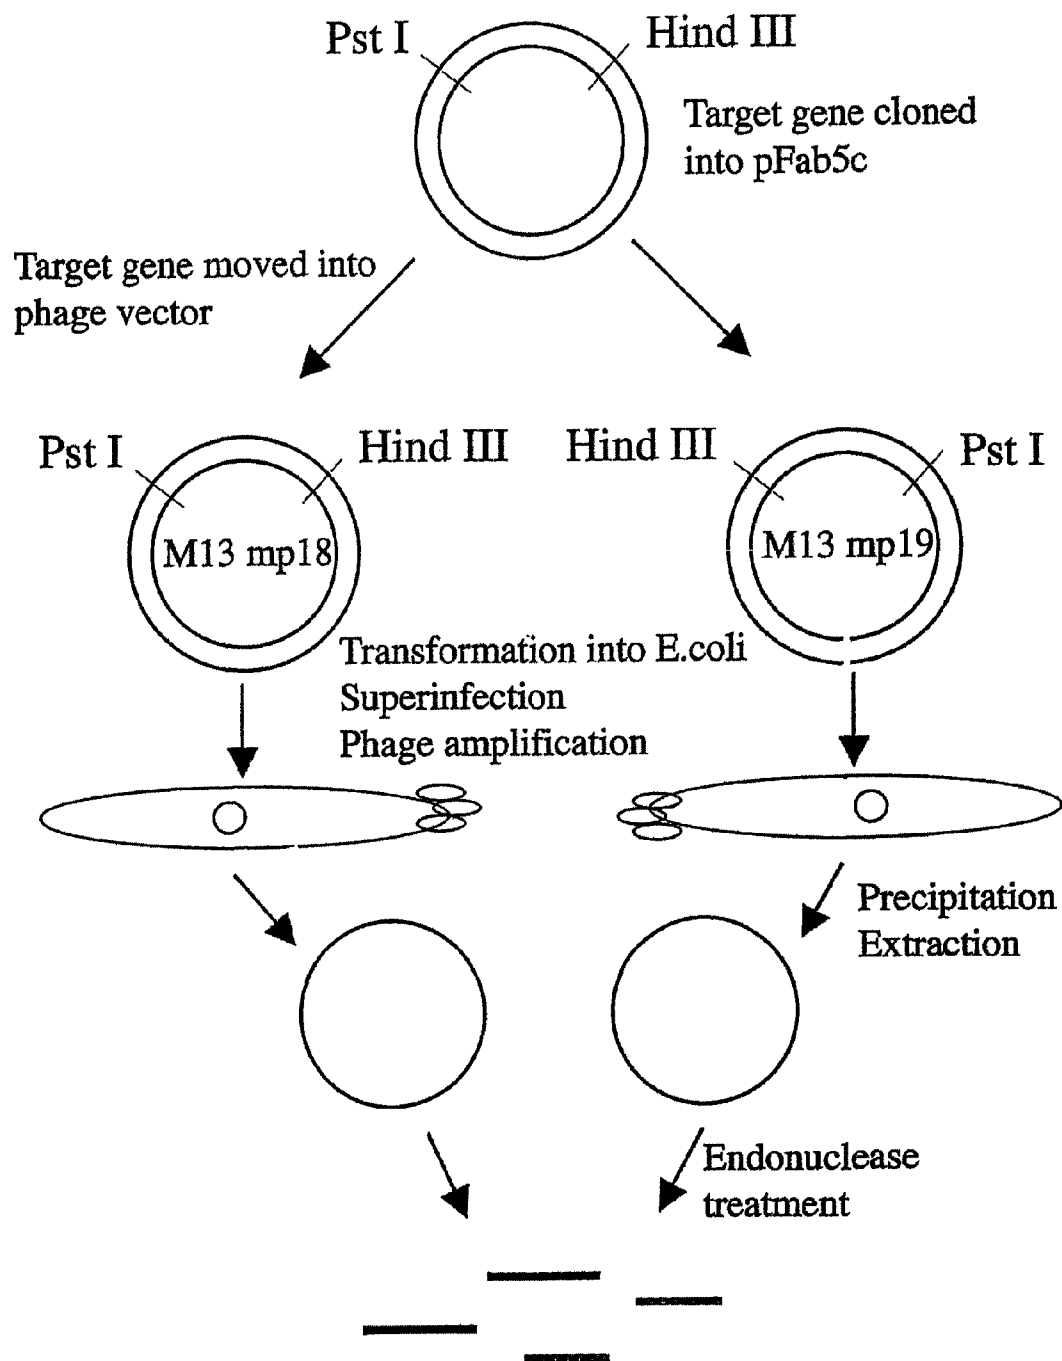 Pst I
Hind III
Target gene cloned
into pFab5c
Target gene moved into
phage vector
Pst I
Hind III
Hind III
Pst I
M13 mp18
M13 mp19
Transformation into E.coli
Superinfection
Phage amplification
Precipitation
Extraction
Endonuclease
treatment